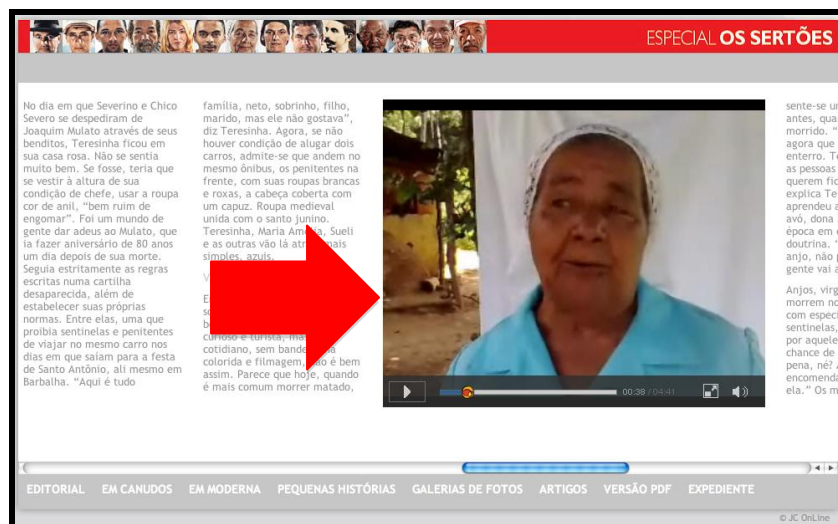 ESPECIAL OS SERTÕES
No dia em que Severino e Chico
Severo se despediram de
Joaquim Mulato através de seus
benditos, Teresinha ficou em
sua casa rosa. Não se sentia
muito bem. Se fosse, teria que
se vestir à altura de sua
condição de chefe, usar a roupa
cor de anil, “bem ruim de
engomar”. Foi um mundo de
gente dar adeus ao Mulato, que
ia fazer aniversário de 80 anos
um dia depois de sua morte.
Seguia estritamente as regras
escritas numa cartilha
desaparecida, além de
estabelecer suas próprias
normas. Entre elas, uma que
proibia sentinelas e penitentes
de viajar no mesmo carro nos
dias em que saíam para a festa
de Santo Antônio, ali mesmo em
Barbalha. “Aqui é tudo
família, neto, sobrinho, filho,
marido, mas ele não gostava”,
diz Teresinha. Agora, se não
houver condição de alugar dois
carros, admite-se que andem no
mesmo ônibus, os penitentes na
frente, com suas roupas brancas
e roxas, a cabeça coberta com
um capuz. Roupa medieval
unida com o santo junino.
Teresinha, Maria , Sueli
e as outras vão lá mais
simples, azuis.
curioso e turista,
cotidiano, sem
colorida e filmagem, é bem
assim. Parece que hoje, quando
é mais comum morrer matado,
00:38 / 04:41
sente-se
antes,
morrido.
agora que
enterro.
as pessoas
querem
explica
aprendeu
avó, dona
época em
doutrina.
anjo, não
gente vai
Anjos,
morrem
com
sentinelas,
por
chance de
pena, né?
ela.” Os
EDITORIAL EM CANUDOS EM MODERNA PEQUENAS HISTÓRIAS GALERIAS DE FOTOS ARTIGOS VERSÃO PDF EXPEDIENTE
© JC OnLine